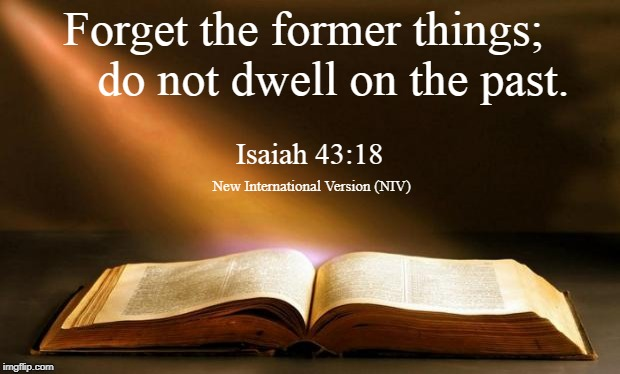 Forget the former things;
do not dwell on the past.
Isaiah 43:18
New International Version (NIV)
imgflip.com